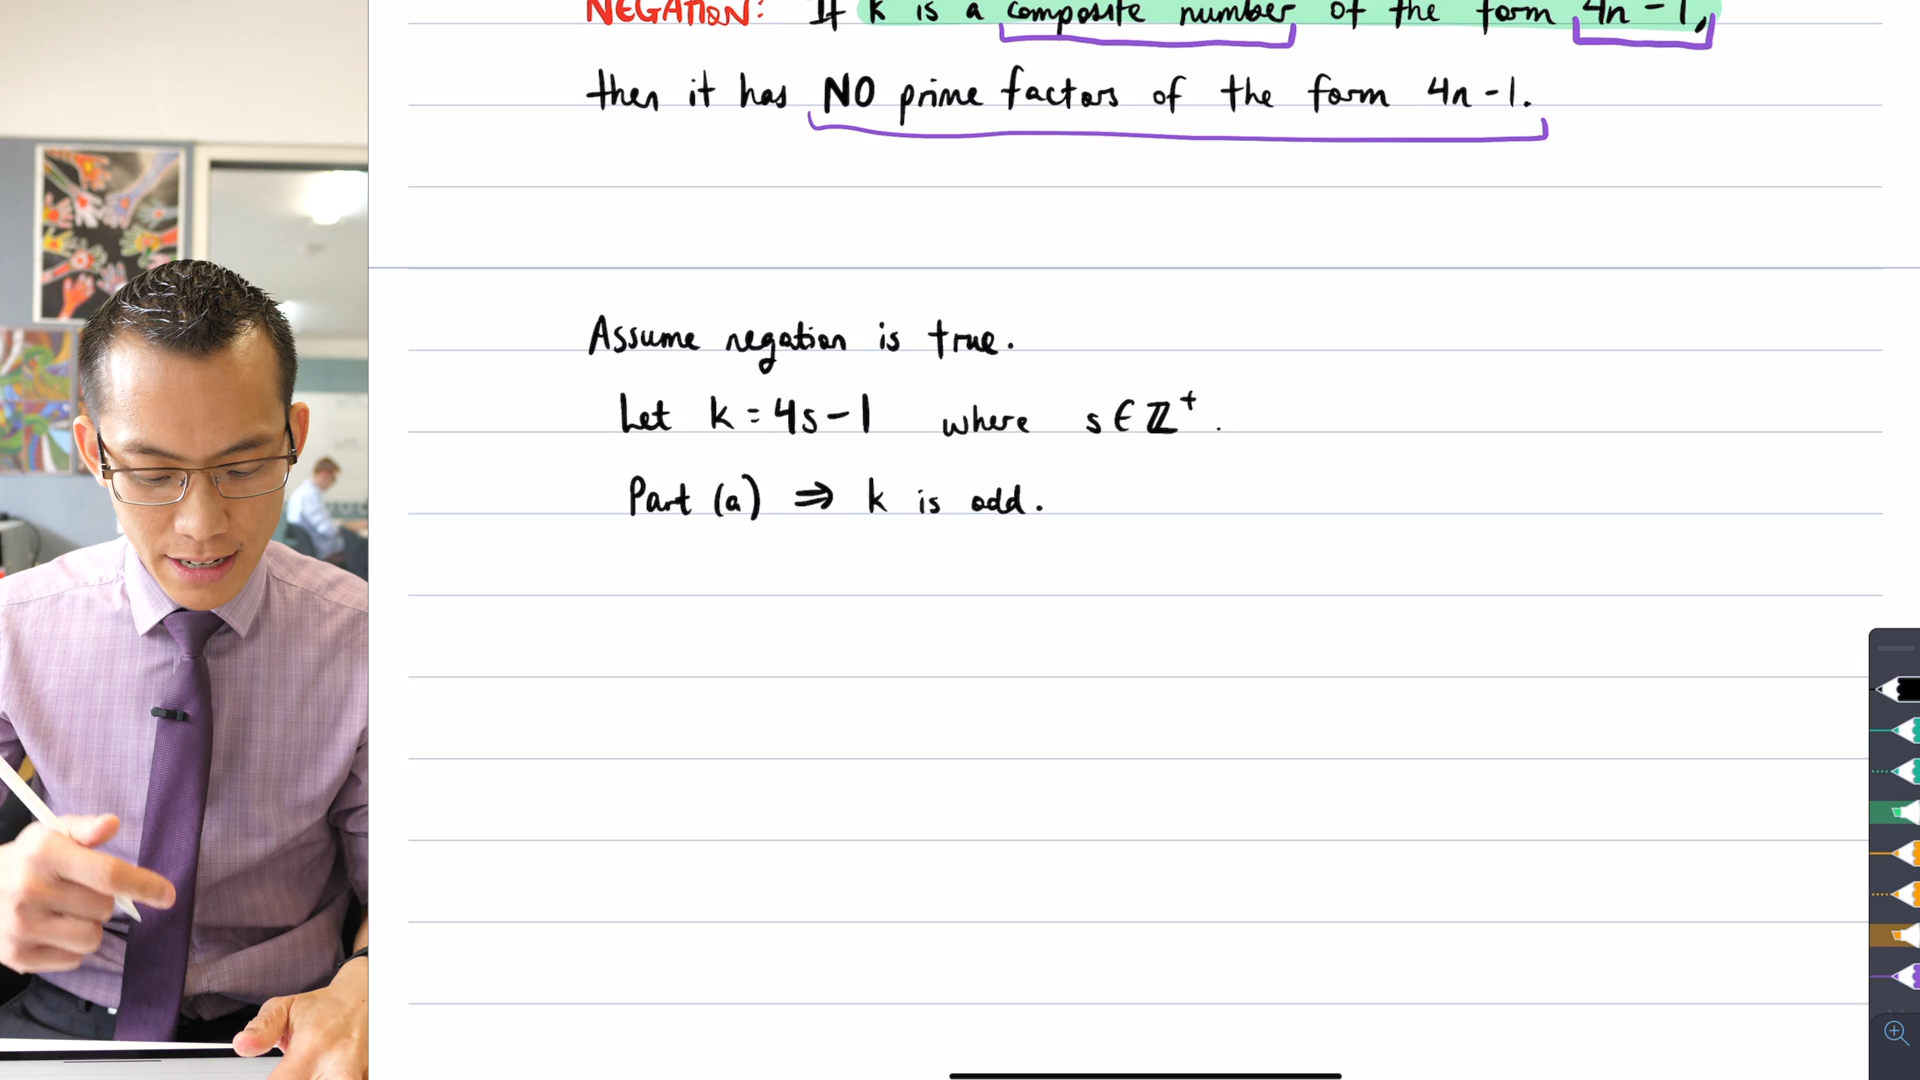 NEGATION: If k is a composite number of the form 4n - 1,
then it has NO prime factors of the form 4n - 1.
Assume negation is true.
Let k = 4s - 1 where s ∈ ℤ⁺.
Part (a) ⇒ k is odd.